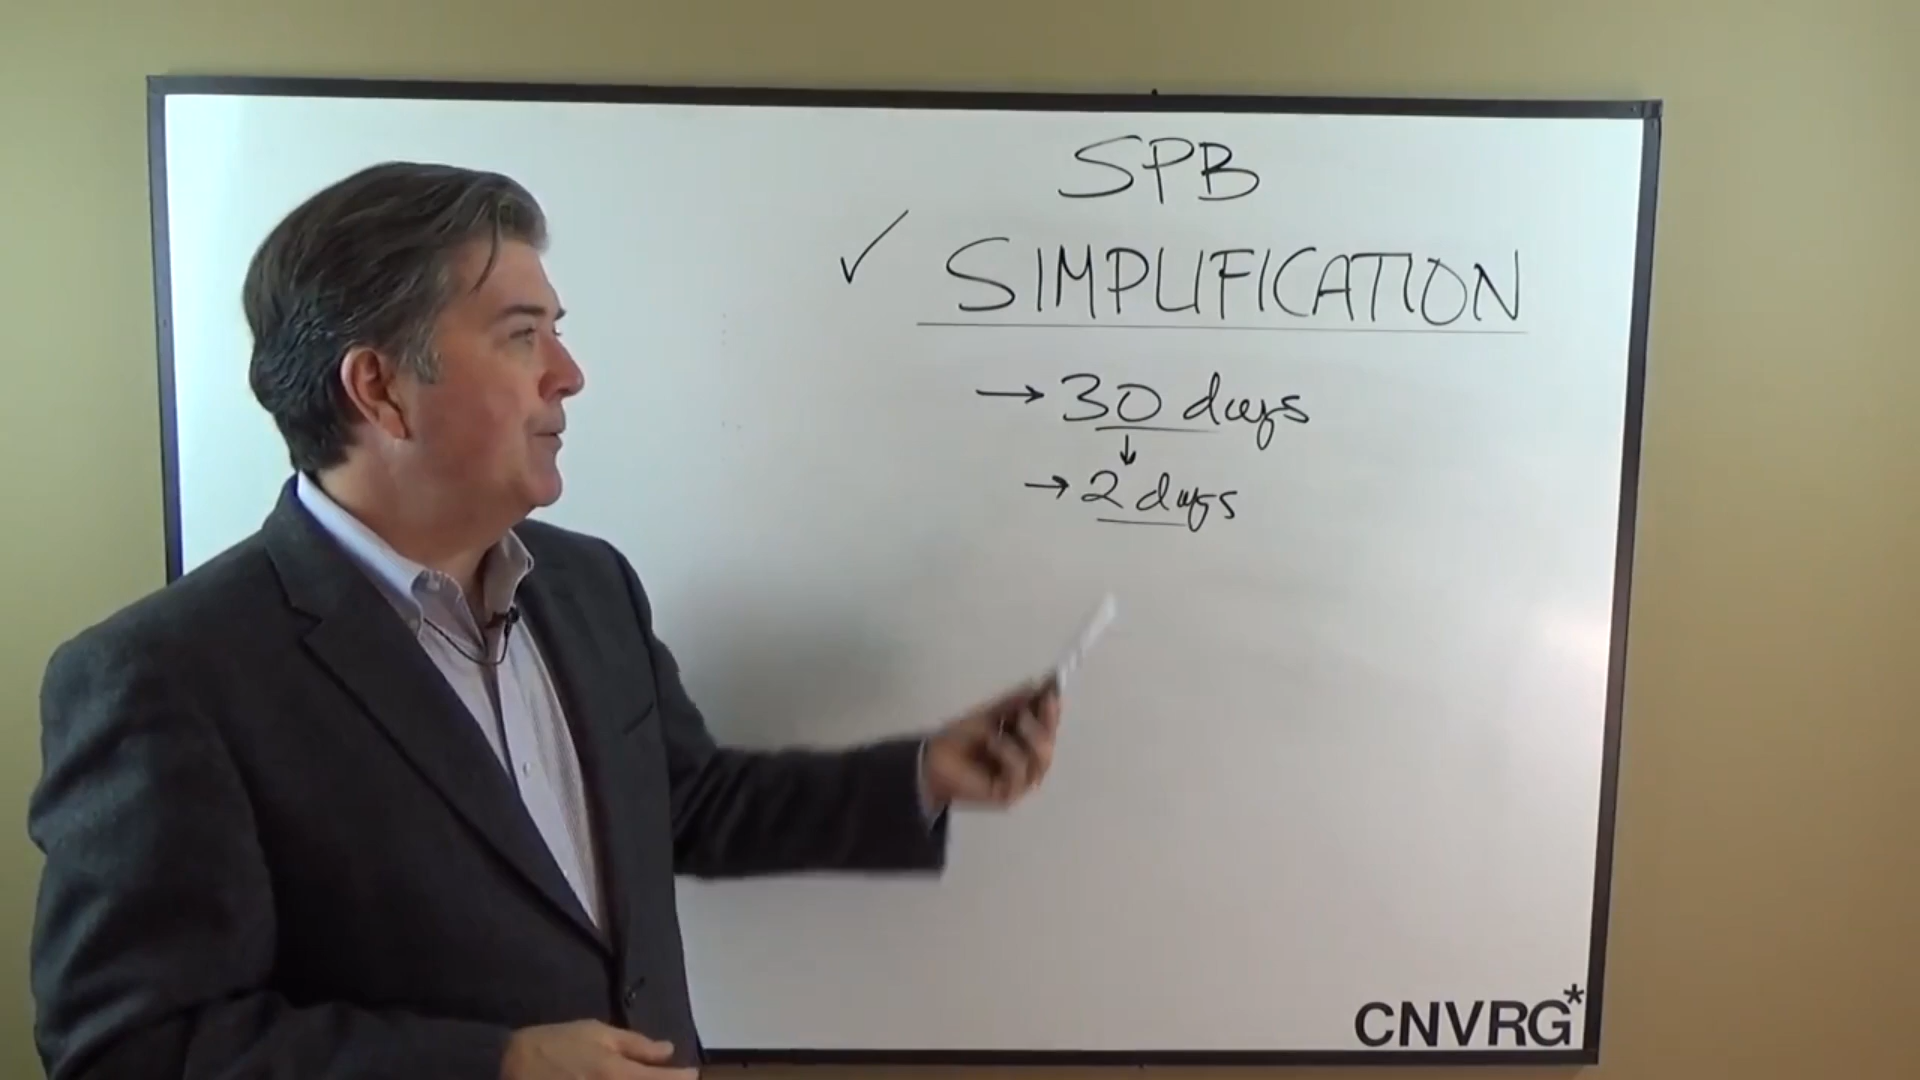 SPB
✓ SIMPLIFICATION
→ 30 days
↓
→ 2 days
CNVRG*